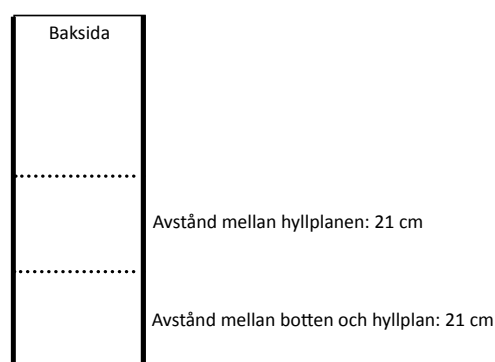 Baksida
Avstånd mellan hyllplanen: 21 cm
Avstånd mellan botten och hyllplan: 21 cm